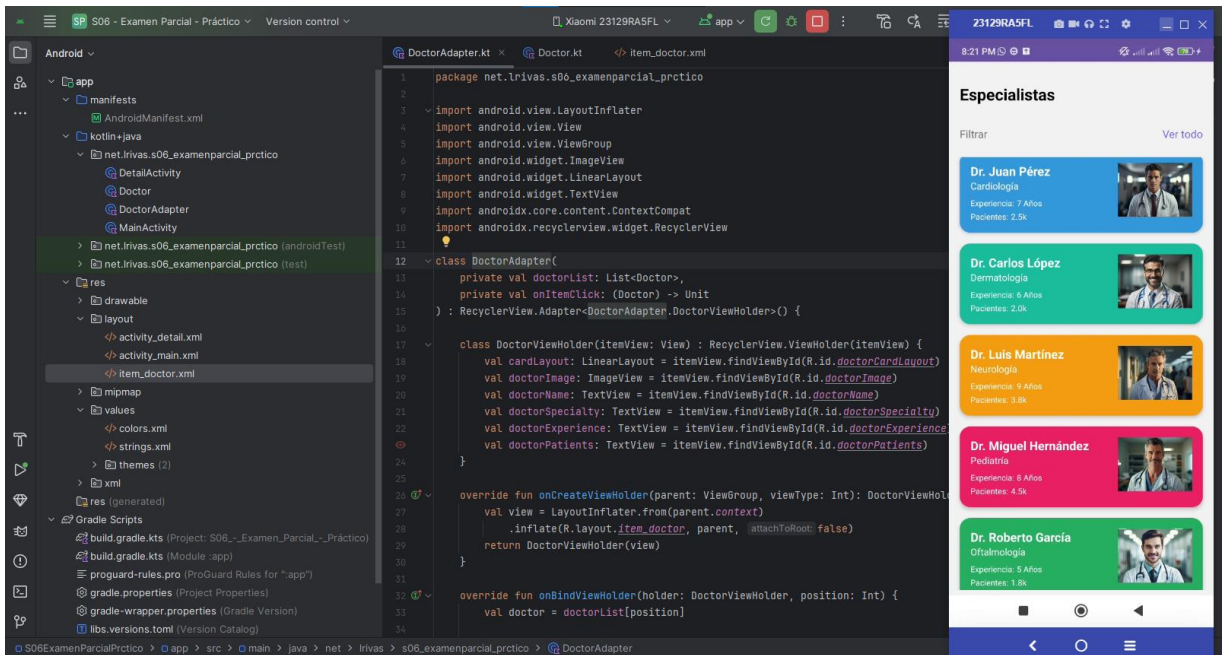 SP S06 - Examen Parcial - Práctico Version control Xiaomi 23129RA5FL app
Android
app
manifests
AndroidManifest.xml
kotlin+java
net.lrivas.s06_examenparcial_prctico
DetailActivity
Doctor
DoctorAdapter
MainActivity
net.lrivas.s06_examenparcial_prctico (androidTest)
net.lrivas.s06_examenparcial_prctico (test)
res
drawable
layout
activity_detail.xml
activity_main.xml
item_doctor.xml
mipmap
values
colors.xml
strings.xml
themes (2)
xml
res (generated)
Gradle Scripts
build.gradle.kts (Project: S06_-_Examen_Parcial_-_Práctico)
build.gradle.kts (Module :app)
proguard-rules.pro (ProGuard Rules for ":app")
gradle.properties (Project Properties)
gradle-wrapper.properties (Gradle Version)
libs.versions.toml (Version Catalog)
DoctorAdapter.kt Doctor.kt item_doctor.xml
1 package net.lrivas.s06_examenparcial_prctico
2
3 import android.view.LayoutInflater
4 import android.view.View
5 import android.view.ViewGroup
6 import android.widget.ImageView
7 import android.widget.LinearLayout
8 import android.widget.TextView
9 import androidx.core.content.ContextCompat
10 import androidx.recyclerview.widget.RecyclerView
11
12 class DoctorAdapter(
13 private val doctorList: List<Doctor>,
14 private val onItemClick: (Doctor) -> Unit
15 ) : RecyclerView.Adapter<DoctorAdapter.DoctorViewHolder>() {
16
17 class DoctorViewHolder(itemView: View) : RecyclerView.ViewHolder(itemView) {
18 val cardLayout: LinearLayout = itemView.findViewById(R.id.doctorCardLayout)
19 val doctorImage: ImageView = itemView.findViewById(R.id.doctorImage)
20 val doctorName: TextView = itemView.findViewById(R.id.doctorName)
21 val doctorSpecialty: TextView = itemView.findViewById(R.id.doctorSpecialty)
22 val doctorExperience: TextView = itemView.findViewById(R.id.doctorExperience
val doctorPatients: TextView = itemView.findViewById(R.id.doctorPatients)
24 }
25
26 override fun onCreateViewHolder(parent: ViewGroup, viewType: Int): DoctorViewHol
27 val view = LayoutInflater.from(parent.context)
28 .inflate(R.layout.item_doctor, parent, attachToRoot: false)
29 return DoctorViewHolder(view)
30 }
31
32 override fun onBindViewHolder(holder: DoctorViewHolder, position: Int) {
33 val doctor = doctorList[position]
34
S06ExamenParcialPrctico > app > src > main > java > net > lrivas > s06_examenparcial_prctico > DoctorAdapter
23129RA5FL
8:21 PM
Especialistas
Filtrar Ver todo
Dr. Juan Pérez
Cardiología
Experiencia: 7 Años
Pacientes: 2.5k
Dr. Carlos López
Dermatología
Experiencia: 6 Años
Pacientes: 2.0k
Dr. Luis Martínez
Neurología
Experiencia: 9 Años
Pacientes: 3.8k
Dr. Miguel Hernández
Pediatría
Experiencia: 8 Años
Pacientes: 4.5k
Dr. Roberto García
Oftalmología
Experiencia: 5 Años
Pacientes: 1.8k